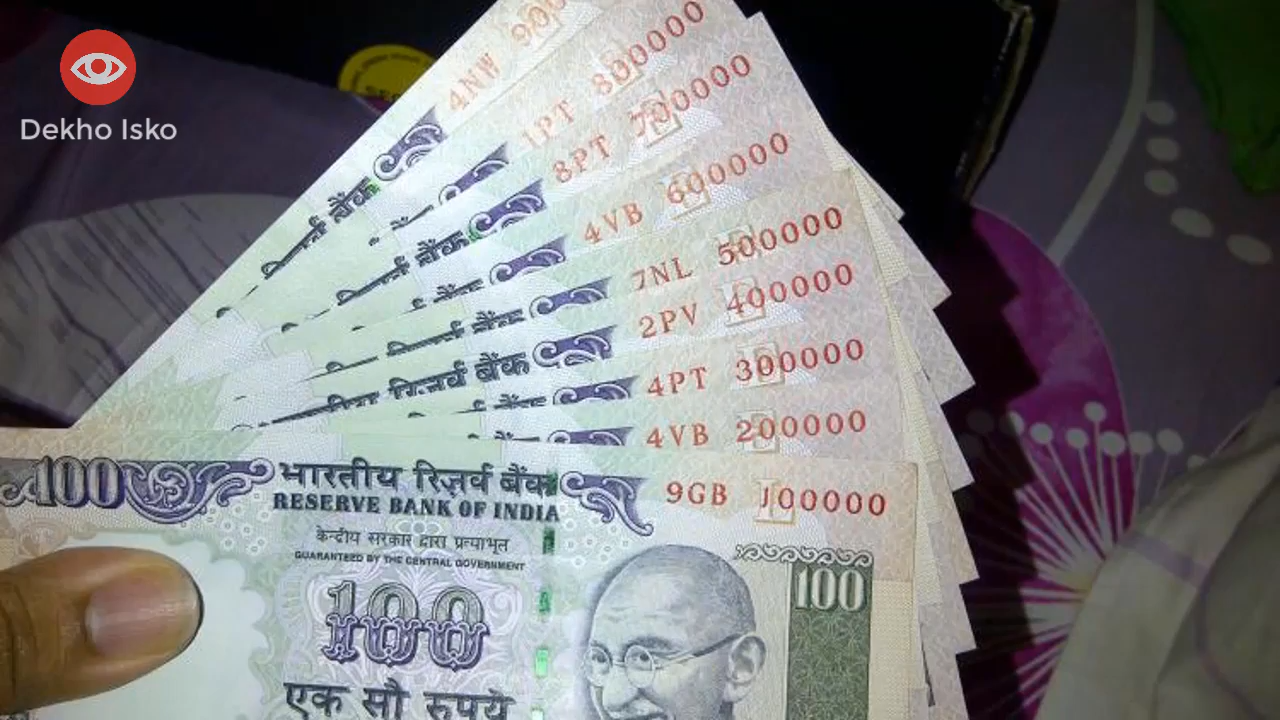 Dekho Isko
4NW 900
1PT 800000
8PT 700000
4VB 600000
7NL 500000
2PV 400000
4PT 300000
4VB 200000
9GB 100000
रिज़र्व बैंक
100
भारतीय रिज़र्व बैंक
RESERVE BANK OF INDIA
केन्द्रीय सरकार द्वारा प्रत्याभूत
GUARANTEED BY THE CENTRAL GOVERNMENT
100
100
एक सौ रुपये